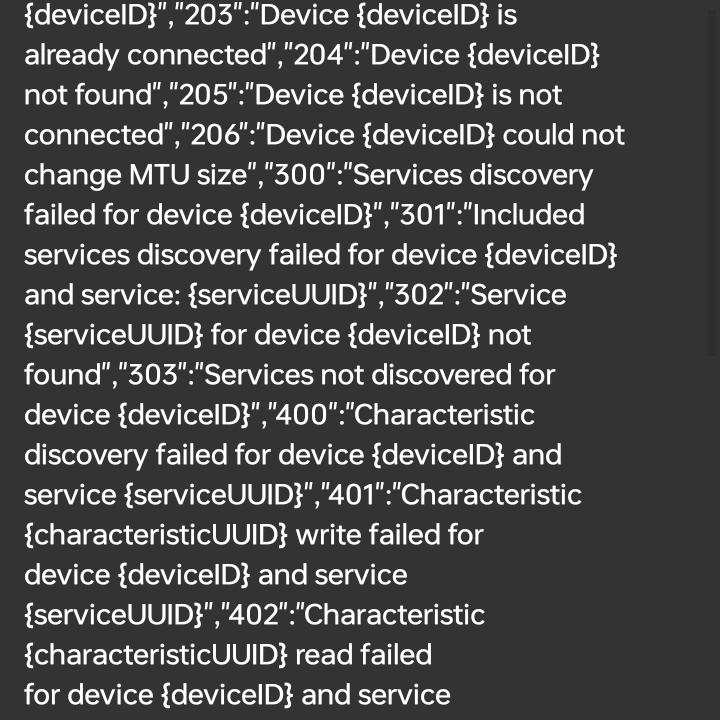 {deviceID}","203":"Device {deviceID} is
already connected","204":"Device {deviceID}
not found","205":"Device {deviceID} is not
connected","206":"Device {deviceID} could not
change MTU size","300":"Services discovery
failed for device {deviceID}","301":"Included
services discovery failed for device {deviceID}
and service: {serviceUUID}","302":"Service
{serviceUUID} for device {deviceID} not
found","303":"Services not discovered for
device {deviceID}","400":"Characteristic
discovery failed for device {deviceID} and
service {serviceUUID}","401":"Characteristic
{characteristicUUID} write failed for
device {deviceID} and service
{serviceUUID}","402":"Characteristic
{characteristicUUID} read failed
for device {deviceID} and service